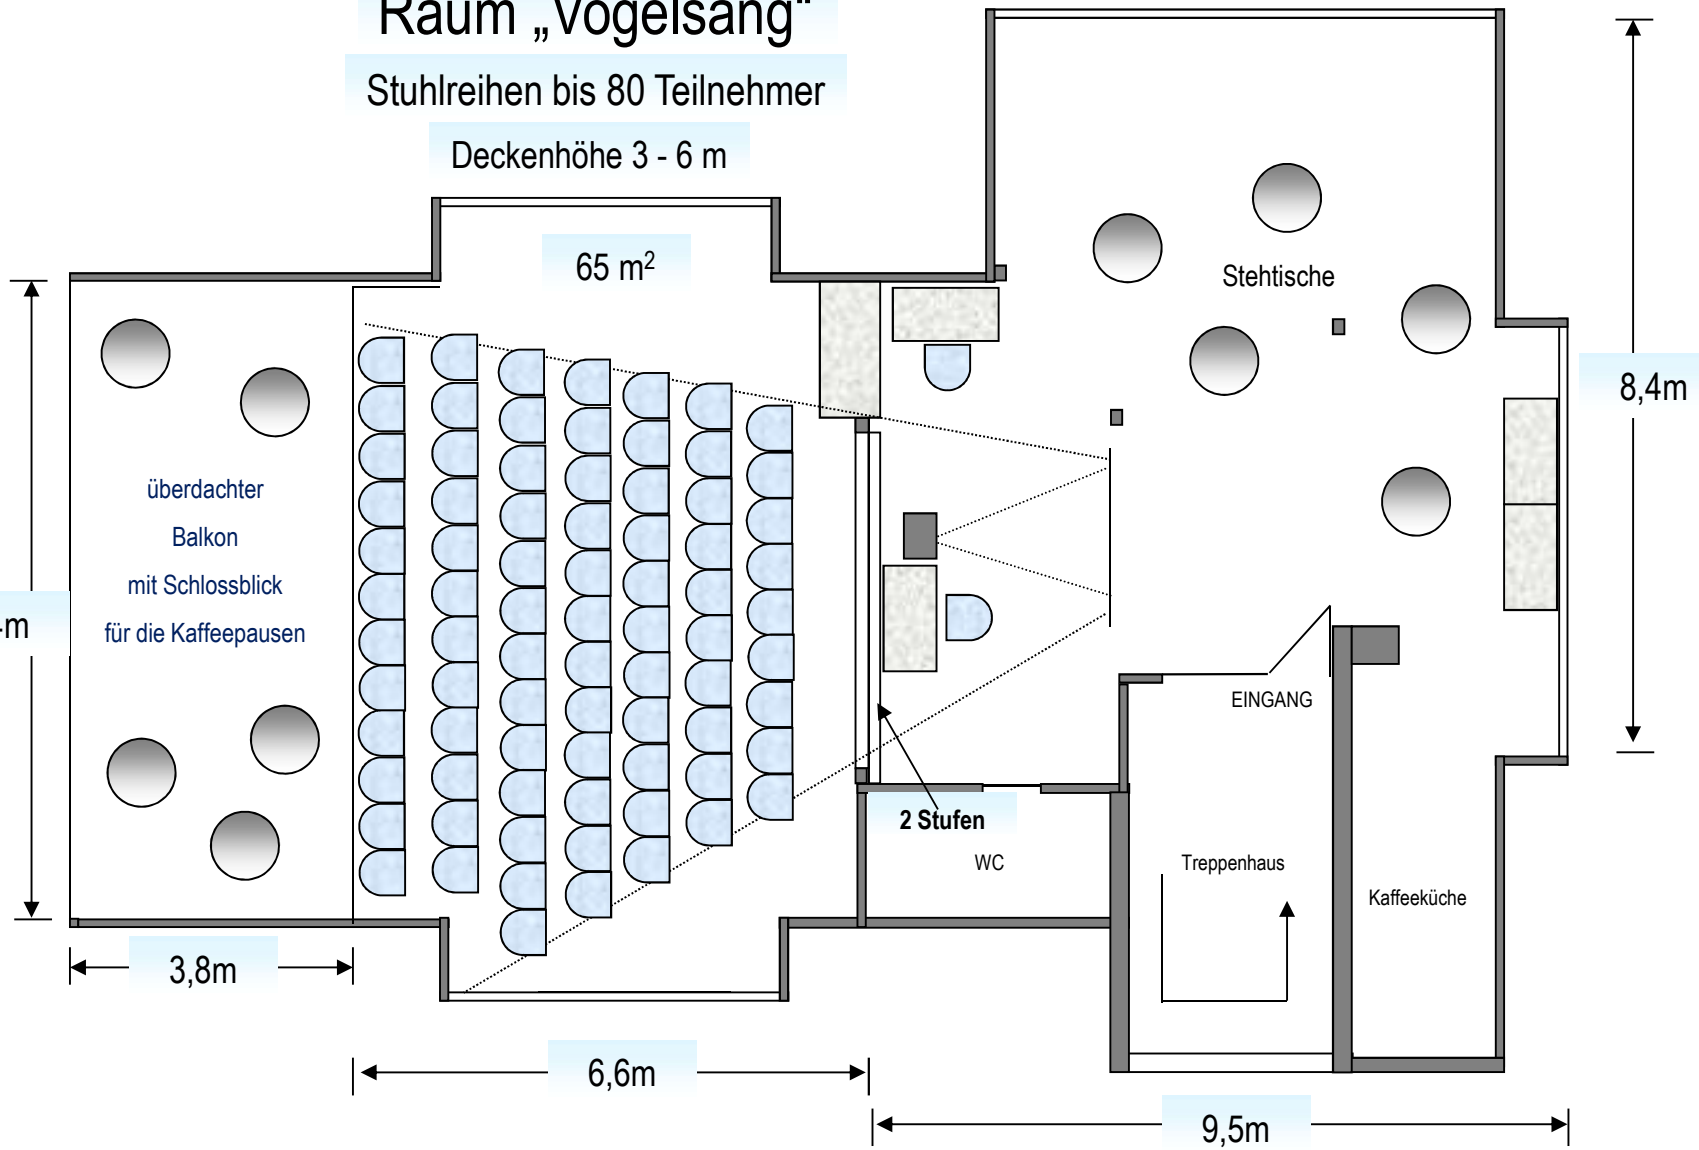 Raum „Vogelsang“
Stuhlreihen bis 80 Teilnehmer
Deckenhöhe 3 - 6 m
65 m²
Stehtische
8,4m
überdachter
Balkon
mit Schlossblick
für die Kaffeepausen
m
EINGANG
2 Stufen
WC
Treppenhaus
Kaffeeküche
3,8m
6,6m
9,5m